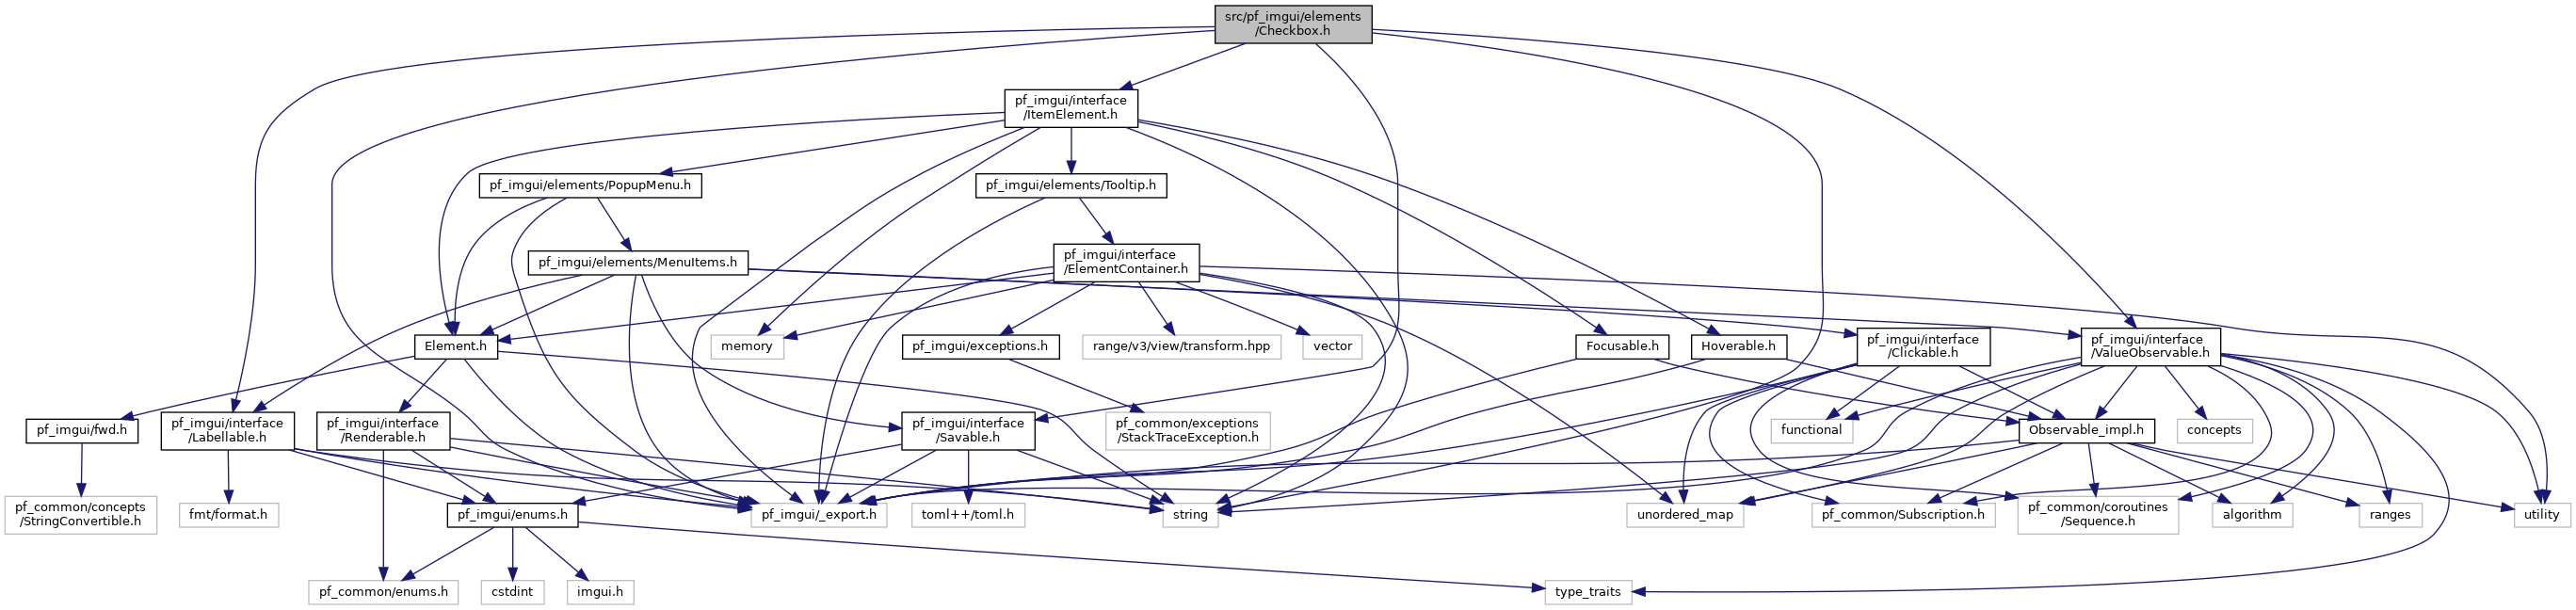 src/pf_imgui/elements
/Checkbox.h
pf_imgui/interface
/ItemElement.h
pf_imgui/elements/PopupMenu.h
pf_imgui/elements/Tooltip.h
pf_imgui/elements/MenuItems.h
pf_imgui/interface
/ElementContainer.h
Element.h
memory
pf_imgui/exceptions.h
range/v3/view/transform.hpp
vector
Focusable.h
Hoverable.h
pf_imgui/interface
/Clickable.h
pf_imgui/interface
/ValueObservable.h
pf_imgui/fwd.h
pf_imgui/interface
/Labellable.h
pf_imgui/interface
/Renderable.h
pf_imgui/interface
/Savable.h
pf_common/exceptions
/StackTraceException.h
functional
Observable_impl.h
concepts
pf_common/concepts
/StringConvertible.h
fmt/format.h
pf_imgui/enums.h
pf_imgui/_export.h
toml++/toml.h
string
unordered_map
pf_common/Subscription.h
pf_common/coroutines
/Sequence.h
algorithm
ranges
utility
pf_common/enums.h
cstdint
imgui.h
type_traits